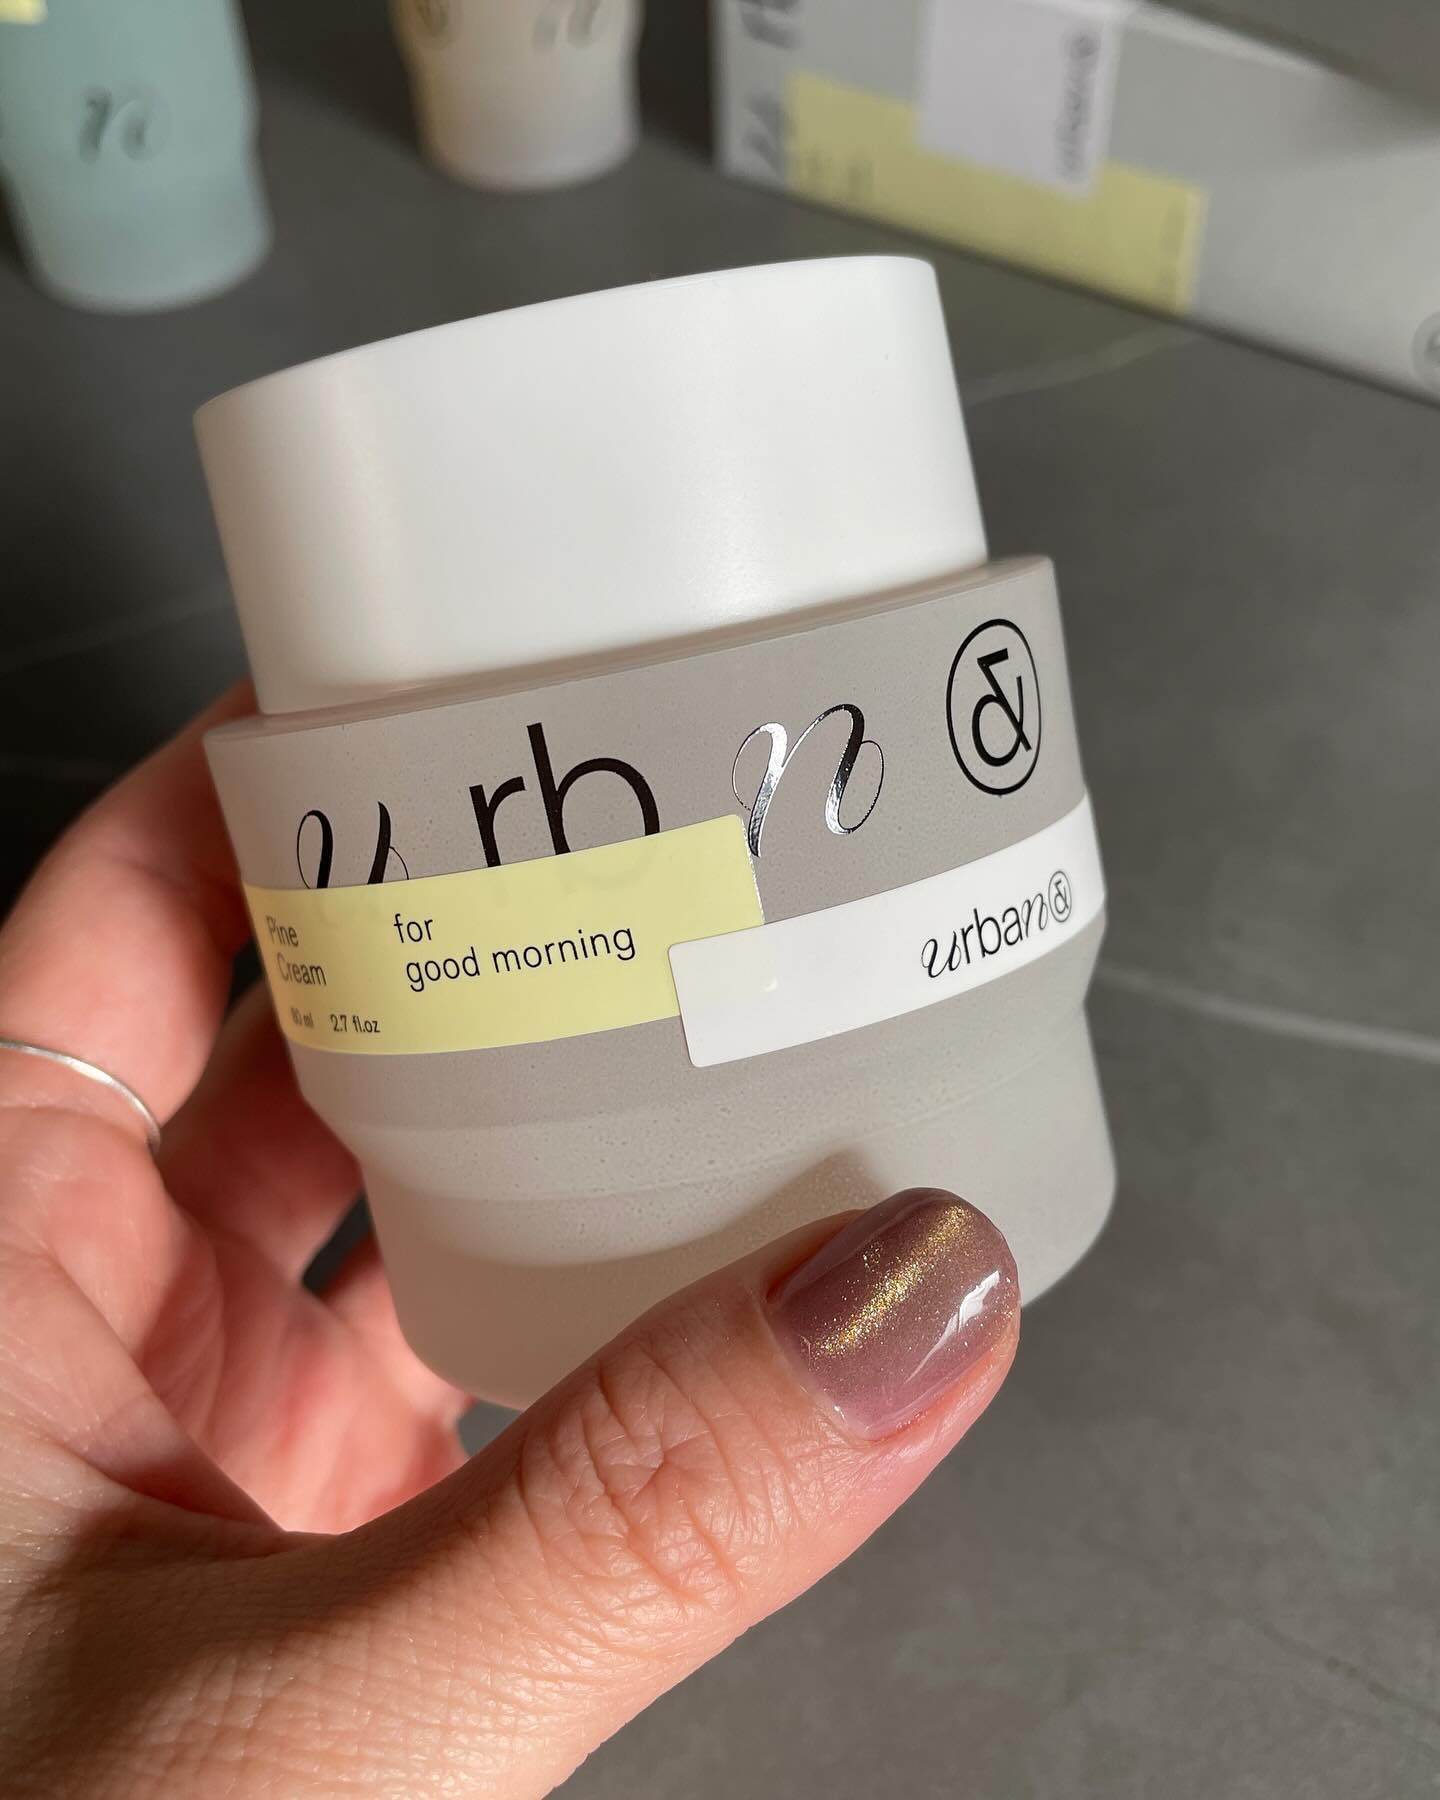 urbn &
Pine
Cream
for
good morning
80 ml 2.7 fl.oz
urban&